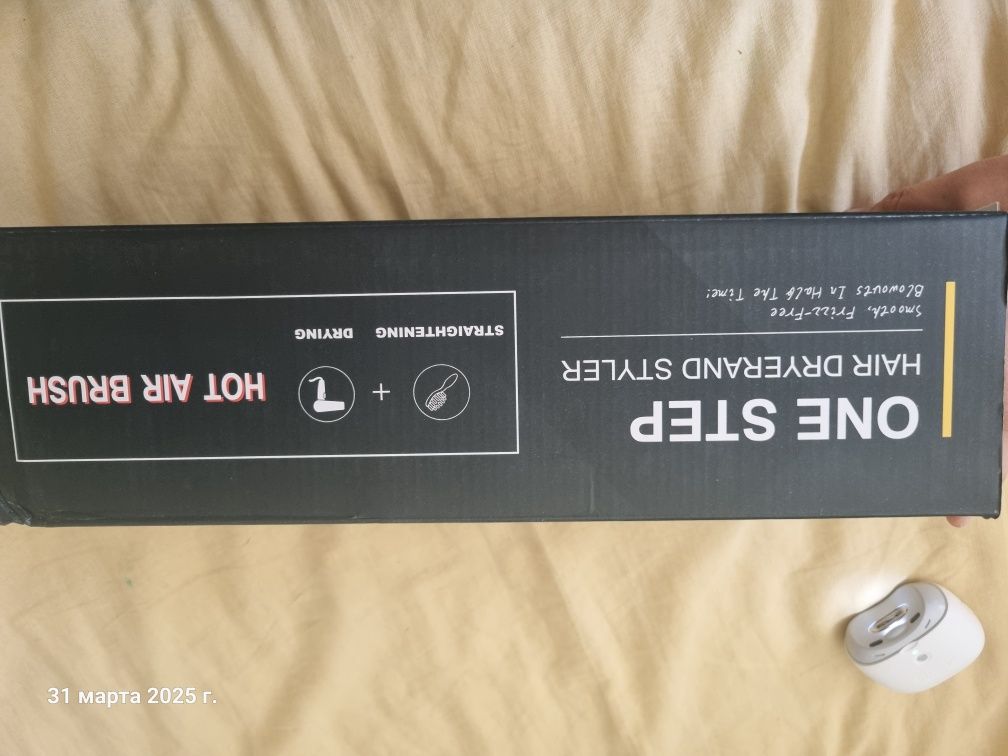 ONE STEP
HAIR DRYERAND STYLER
Smooth, Frizz-Free
Blowouts In Half The Time!
STRAIGHTENING
DRYING
+
HOT AIR BRUSH
31 марта 2025 г.